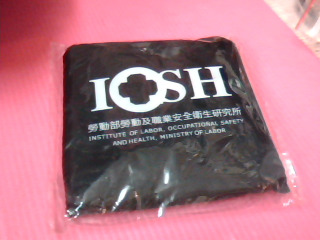 IOSH
勞動部勞動及職業安全衛生研究所
INSTITUTE OF LABOR, OCCUPATIONAL SAFETY
AND HEALTH, MINISTRY OF LABOR